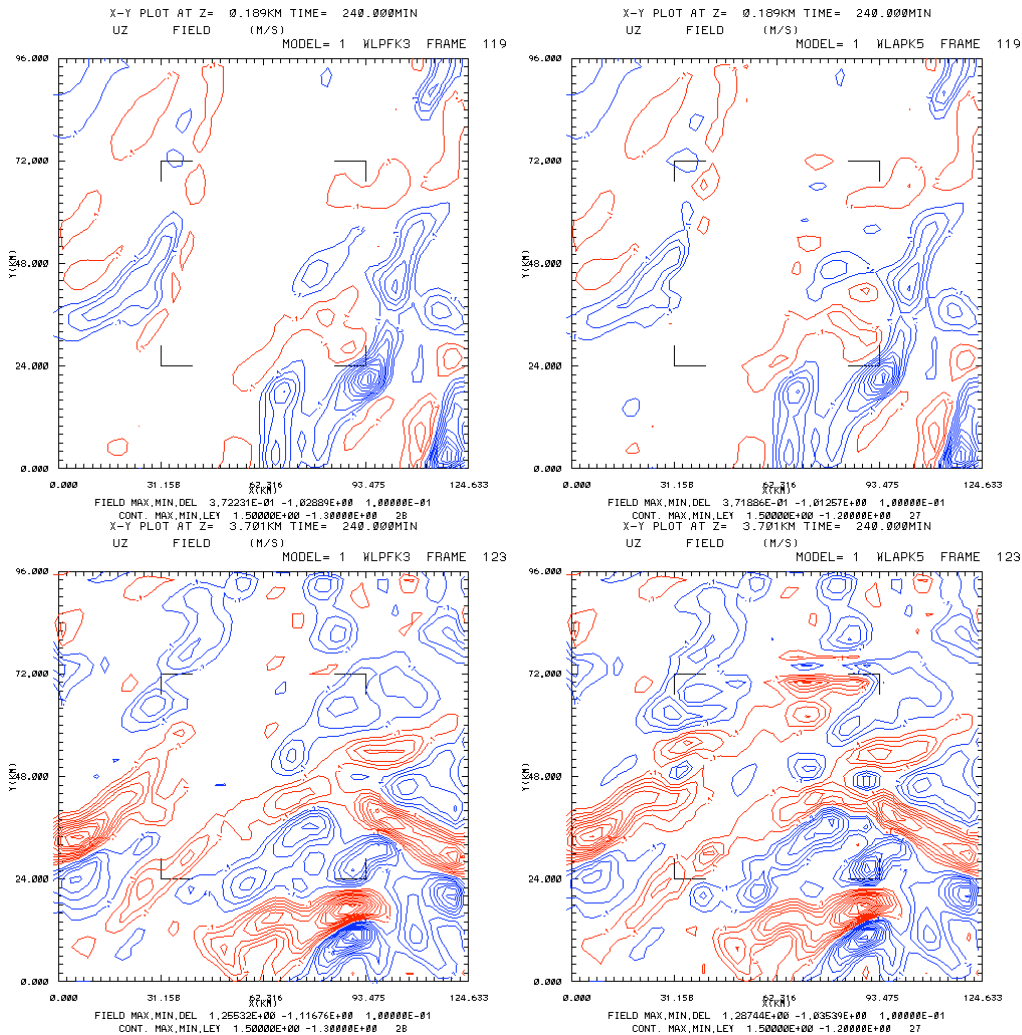 X-Y PLOT AT Z= 0.189KM TIME= 240.000MIN
UZ FIELD (M/S)
MODEL= 1 WLPFK3 FRAME 119
96.000
72.000
48.000
24.000
0.000
Y(KM)
0.000 31.158 62.316 93.475 124.633
X(KM)
FIELD MAX,MIN,DEL 3.72231E-01 -1.02889E+00 1.00000E-01
CONT. MAX,MIN,LEY 1.50000E+00 -1.30000E+00 28
X-Y PLOT AT Z= 0.189KM TIME= 240.000MIN
UZ FIELD (M/S)
MODEL= 1 WLAPK5 FRAME 119
96.000
72.000
48.000
24.000
0.000
Y(KM)
0.000 31.158 62.316 93.475 124.633
X(KM)
FIELD MAX,MIN,DEL 3.71886E-01 -1.01257E+00 1.00000E-01
CONT. MAX,MIN,LEY 1.50000E+00 -1.20000E+00 27
X-Y PLOT AT Z= 3.701KM TIME= 240.000MIN
UZ FIELD (M/S)
MODEL= 1 WLPFK3 FRAME 123
96.000
72.000
48.000
24.000
0.000
Y(KM)
0.000 31.158 62.316 93.475 124.633
X(KM)
FIELD MAX,MIN,DEL 1.25532E+00 -1.11676E+00 1.00000E-01
CONT. MAX,MIN,LEY 1.50000E+00 -1.30000E+00 28
X-Y PLOT AT Z= 3.701KM TIME= 240.000MIN
UZ FIELD (M/S)
MODEL= 1 WLAPK5 FRAME 123
96.000
72.000
48.000
24.000
0.000
Y(KM)
0.000 31.158 62.316 93.475 124.633
X(KM)
FIELD MAX,MIN,DEL 1.28744E+00 -1.03539E+00 1.00000E-01
CONT. MAX,MIN,LEY 1.50000E+00 -1.20000E+00 27